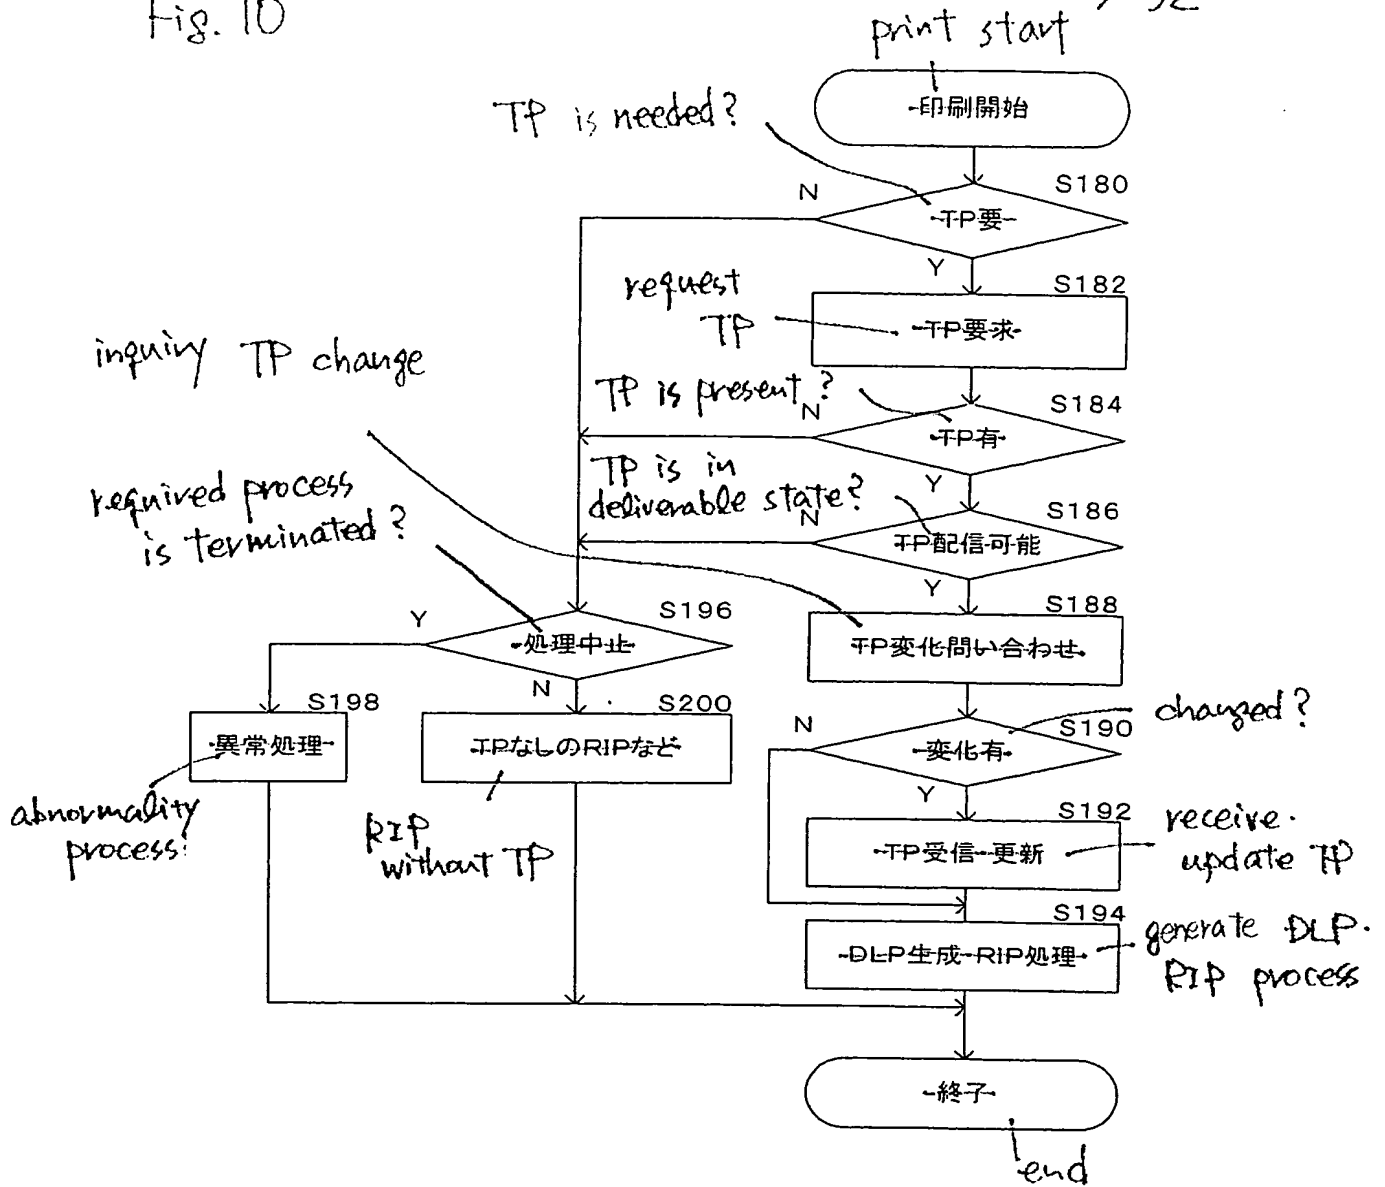 Fig. 10
print start
印刷開始
TP is needed?
S180
N
TP要
Y
S182
request
TP
TP要求
inquiry TP change
TP is present?
N
S184
TP有
Y
TP is in
deliverable state?
N
S186
TP配信可能
Y
required process
is terminated?
S196
Y
処理中止
N
S188
TP変化問い合わせ
S198
異常処理
S200
TPなしのRIPなど
changed?
S190
N
変化有
Y
abnormality
process
RIP
without TP
S192
TP受信・更新
receive・
update TP
S194
DLP生成・RIP処理
generate DLP・
RIP process
終了
end